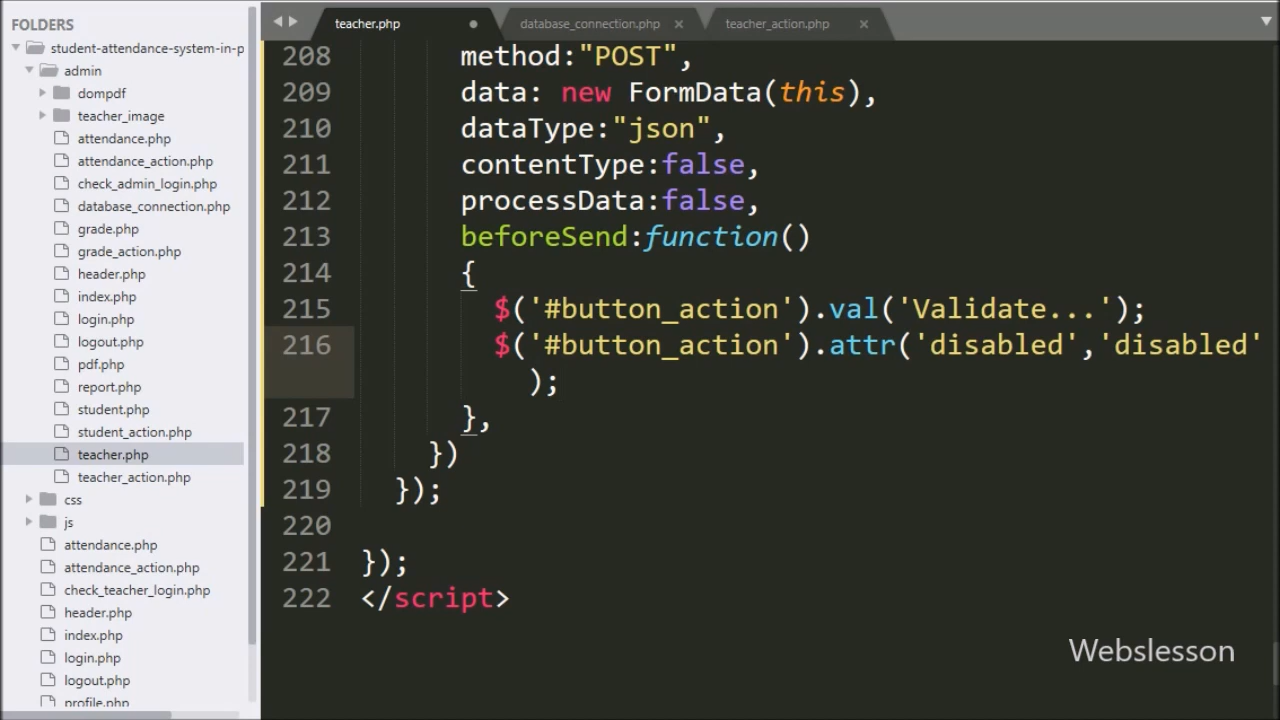 FOLDERS
student-attendance-system-in-p
admin
dompdf
teacher_image
attendance.php
attendance_action.php
check_admin_login.php
database_connection.php
grade.php
grade_action.php
header.php
index.php
login.php
logout.php
pdf.php
report.php
student.php
student_action.php
teacher.php
teacher_action.php
css
js
attendance.php
attendance_action.php
check_teacher_login.php
header.php
index.php
login.php
logout.php
profile.php
teacher.php
database_connection.php
teacher_action.php
208 method:"POST",
209 data: new FormData(this),
210 dataType:"json",
211 contentType:false,
212 processData:false,
213 beforeSend:function()
214 {
215 $('#button_action').val('Validate...');
216 $('#button_action').attr('disabled','disabled'
);
217 },
218 })
219 });
220
221 });
222 </script>
Webslesson